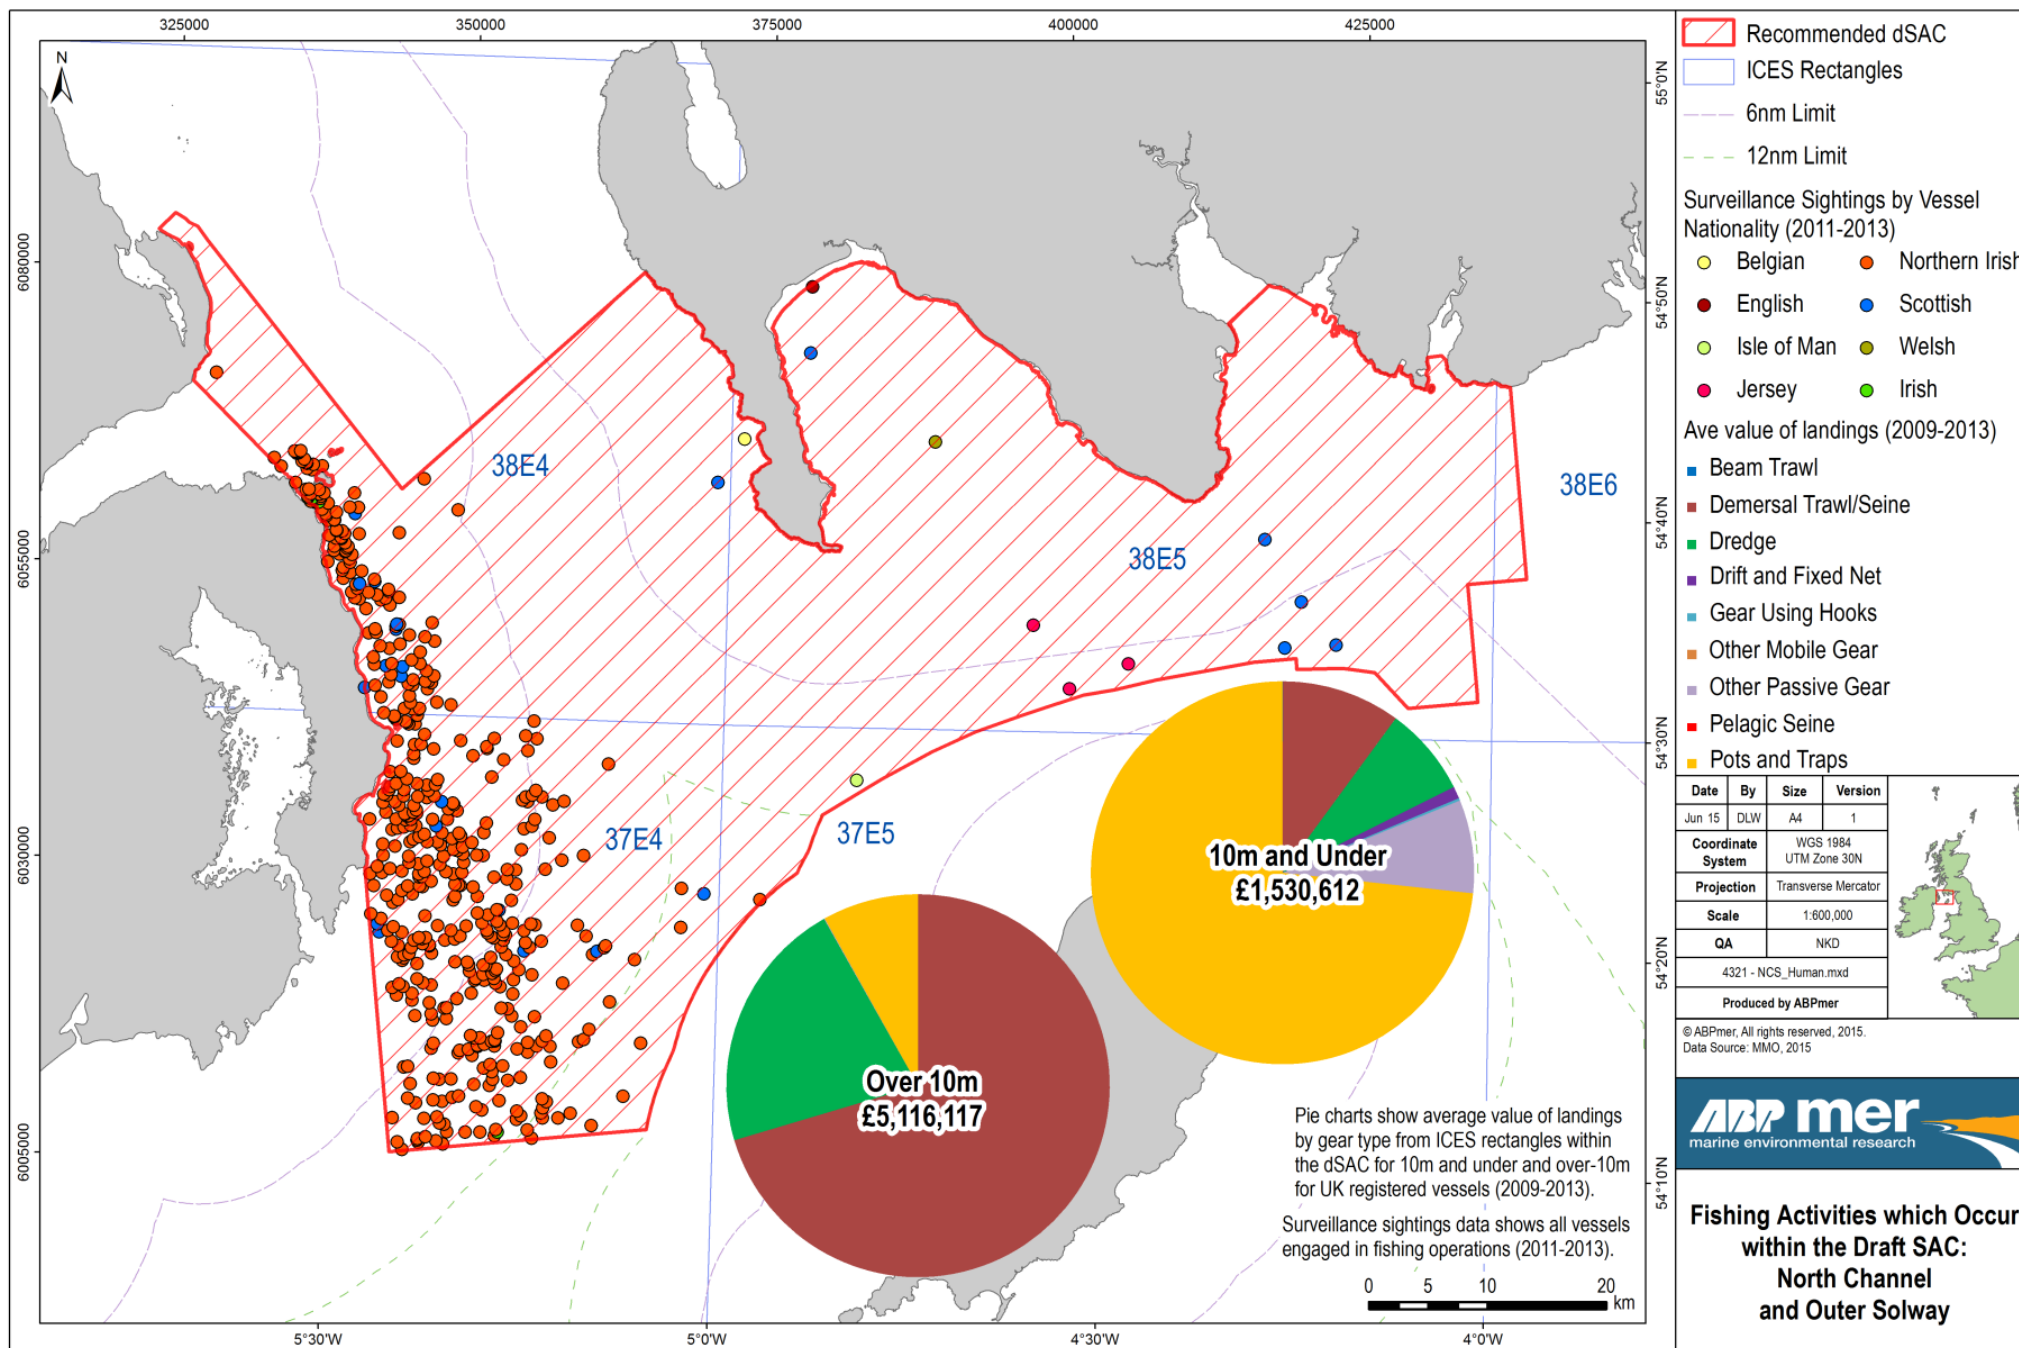 325000
350000
375000
400000
425000
N
55°0'N
54°50'N
54°40'N
54°30'N
54°20'N
54°10'N
6080000
6055000
6030000
6005000
38E4
38E5
38E6
37E4
37E5
10m and Under
£1,530,612
Over 10m
£5,116,117
Pie charts show average value of landings
by gear type from ICES rectangles within
the dSAC for 10m and under and over-10m
for UK registered vessels (2009-2013).
Surveillance sightings data shows all vessels
engaged in fishing operations (2011-2013).
0 5 10 20
km
5°30'W
5°0'W
4°30'W
4°0'W
Recommended dSAC
ICES Rectangles
6nm Limit
12nm Limit
Surveillance Sightings by Vessel
Nationality (2011-2013)
Belgian Northern Irish
English Scottish
Isle of Man Welsh
Jersey Irish
Ave value of landings (2009-2013)
Beam Trawl
Demersal Trawl/Seine
Dredge
Drift and Fixed Net
Gear Using Hooks
Other Mobile Gear
Other Passive Gear
Pelagic Seine
Pots and Traps
Date By Size Version
Jun 15 DLW A4 1
Coordinate System WGS 1984 UTM Zone 30N
Projection Transverse Mercator
Scale 1:600,000
QA NKD
4321 - NCS_Human.mxd
Produced by ABPmer
© ABPmer, All rights reserved, 2015.
Data Source: MMO, 2015
ABP mer
marine environmental research
Fishing Activities which Occur
within the Draft SAC:
North Channel
and Outer Solway